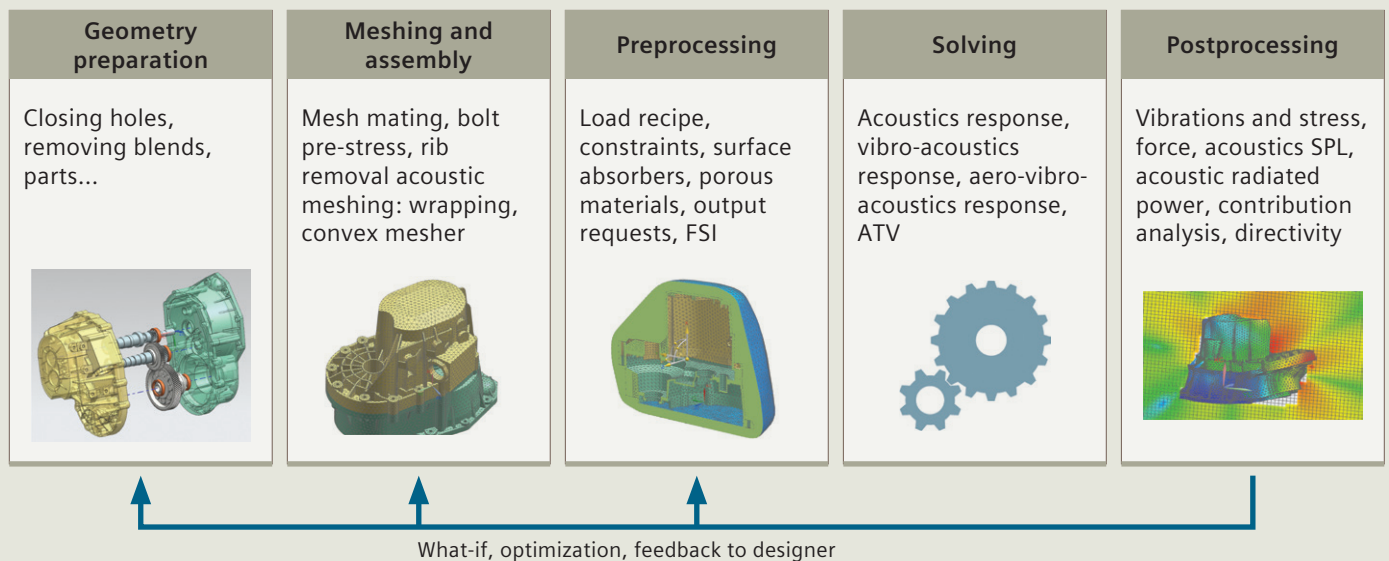 Geometry
preparation
Closing holes,
removing blends,
parts...
Meshing and
assembly
Mesh mating, bolt
pre-stress, rib
removal acoustic
meshing: wrapping,
convex mesher
Preprocessing
Load recipe,
constraints, surface
absorbers, porous
materials, output
requests, FSI
Solving
Acoustics response,
vibro-acoustics
response, aero-vibro-
acoustics response,
ATV
Postprocessing
Vibrations and stress,
force, acoustics SPL,
acoustic radiated
power, contribution
analysis, directivity
What-if, optimization, feedback to designer